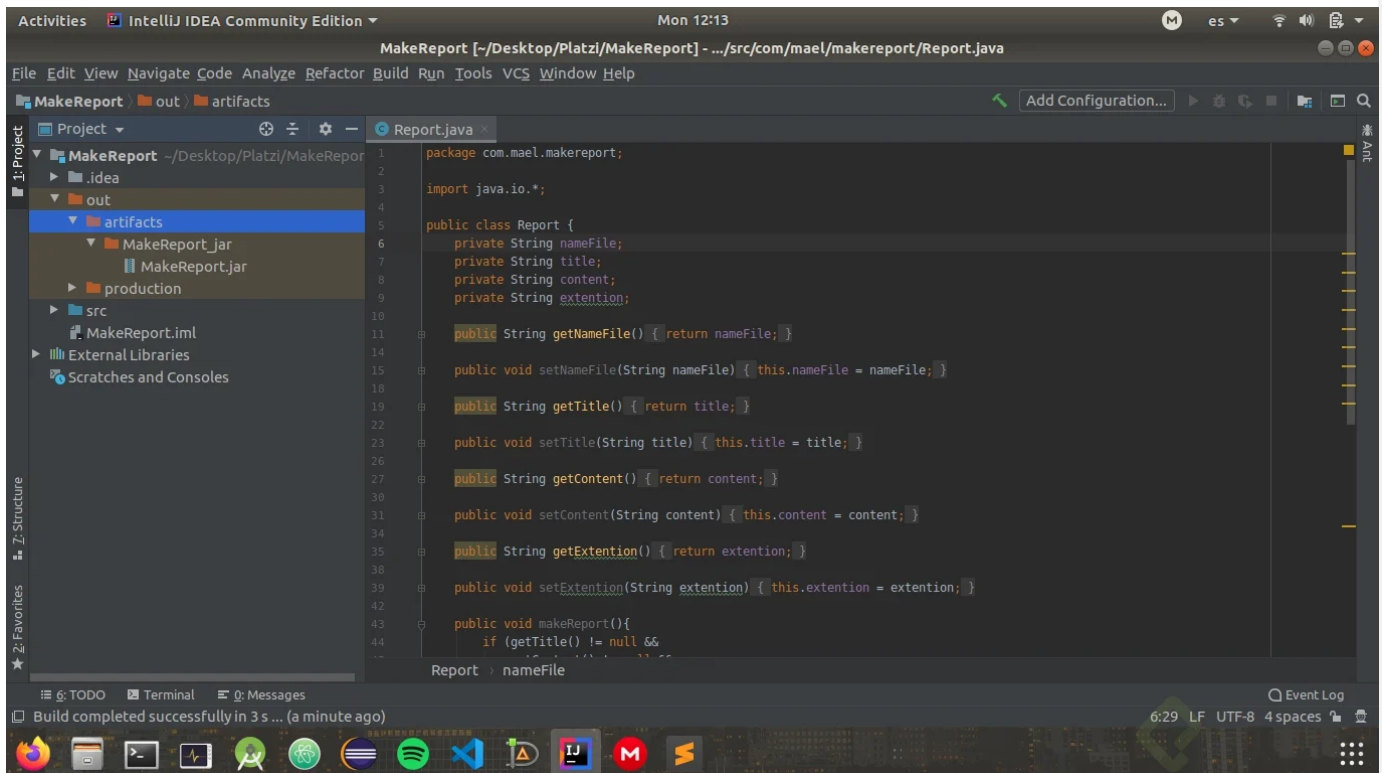 Activities IntelliJ IDEA Community Edition Mon 12:13 M es
MakeReport [~/Desktop/Platzi/MakeReport] - .../src/com/mael/makereport/Report.java
File Edit View Navigate Code Analyze Refactor Build Run Tools VCS Window Help
MakeReport out artifacts Add Configuration...
1: Project
Project
MakeReport ~/Desktop/Platzi/MakeRepor
.idea
out
artifacts
MakeReport_jar
MakeReport.jar
production
src
MakeReport.iml
External Libraries
Scratches and Consoles
7: Structure
2: Favorites
Report.java
1 package com.mael.makereport;
2
3 import java.io.*;
4
5 public class Report {
6 private String nameFile;
7 private String title;
8 private String content;
9 private String extention;
10
11 public String getNameFile() { return nameFile; }
14
15 public void setNameFile(String nameFile) { this.nameFile = nameFile; }
18
19 public String getTitle() { return title; }
22
23 public void setTitle(String title) { this.title = title; }
26
27 public String getContent() { return content; }
30
31 public void setContent(String content) { this.content = content; }
34
35 public String getExtention() { return extention; }
38
39 public void setExtention(String extention) { this.extention = extention; }
42
43 public void makeReport(){
44 if (getTitle() != null &&
Report nameFile
Ant
6: TODO Terminal 0: Messages Event Log
Build completed successfully in 3 s ... (a minute ago) 6:29 LF UTF-8 4 spaces
IJ M